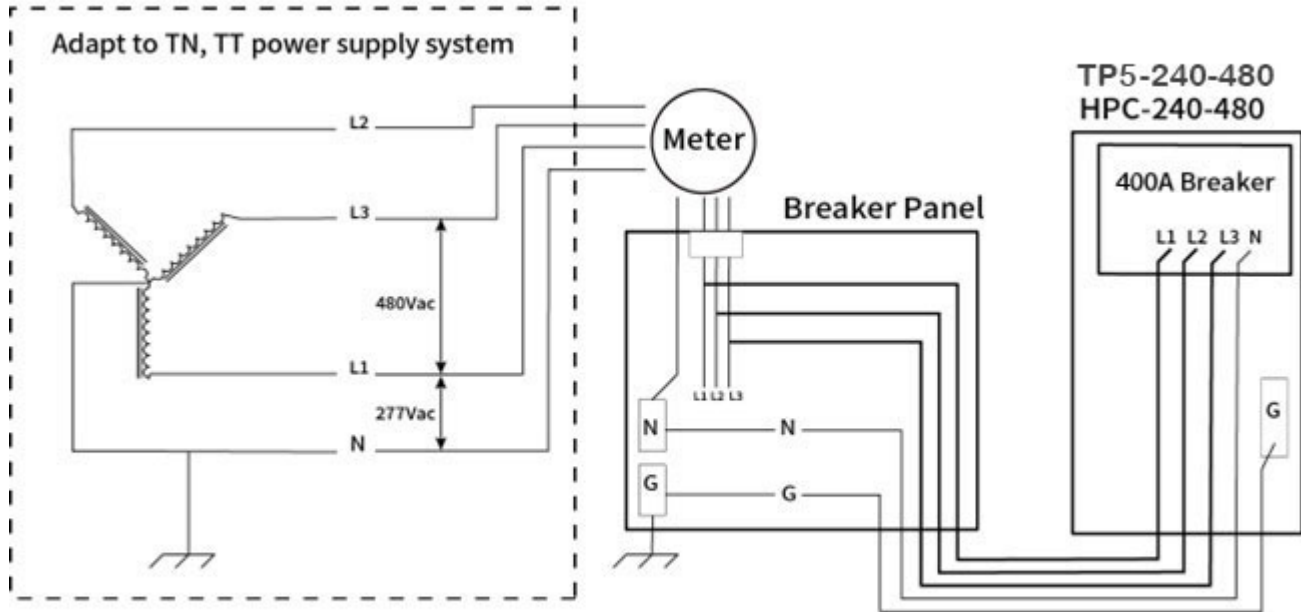 Adapt to TN, TT power supply system
L2
L3
480Vac
L1
277Vac
N
Meter
Breaker Panel
L1 L2 L3
N
N
G
G
TP5-240-480
HPC-240-480
400A Breaker
L1 L2 L3 N
G